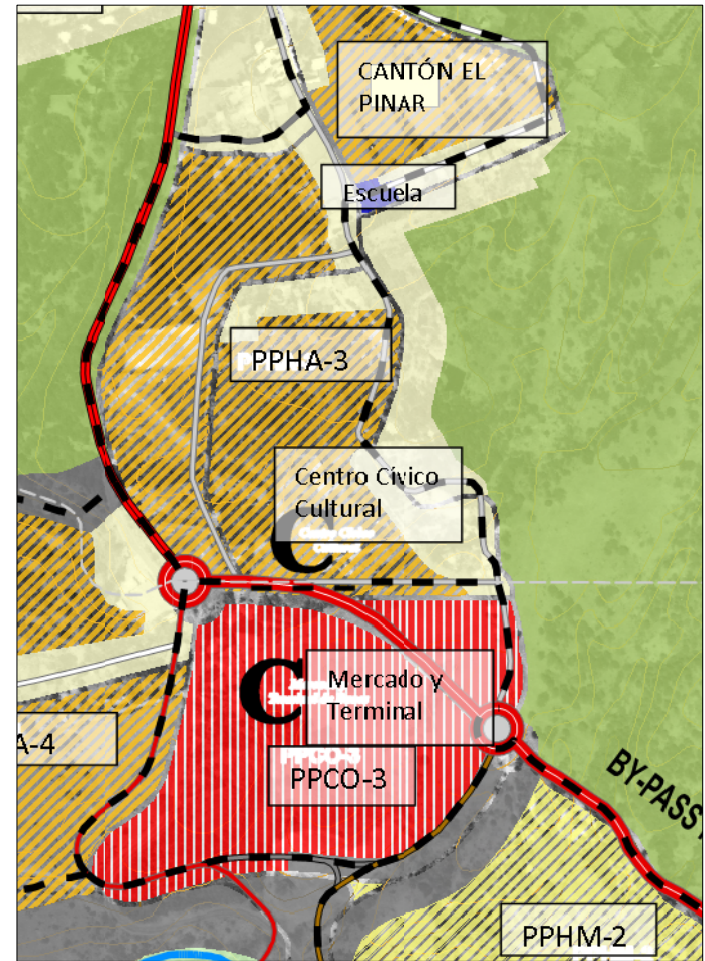 CANTÓN EL
PINAR
Escuela
PPHA-3
Centro Cívico
Cultural
C
C
Mercado y
Terminal
A-4
PPCO-3
BY-PASS
PPHM-2